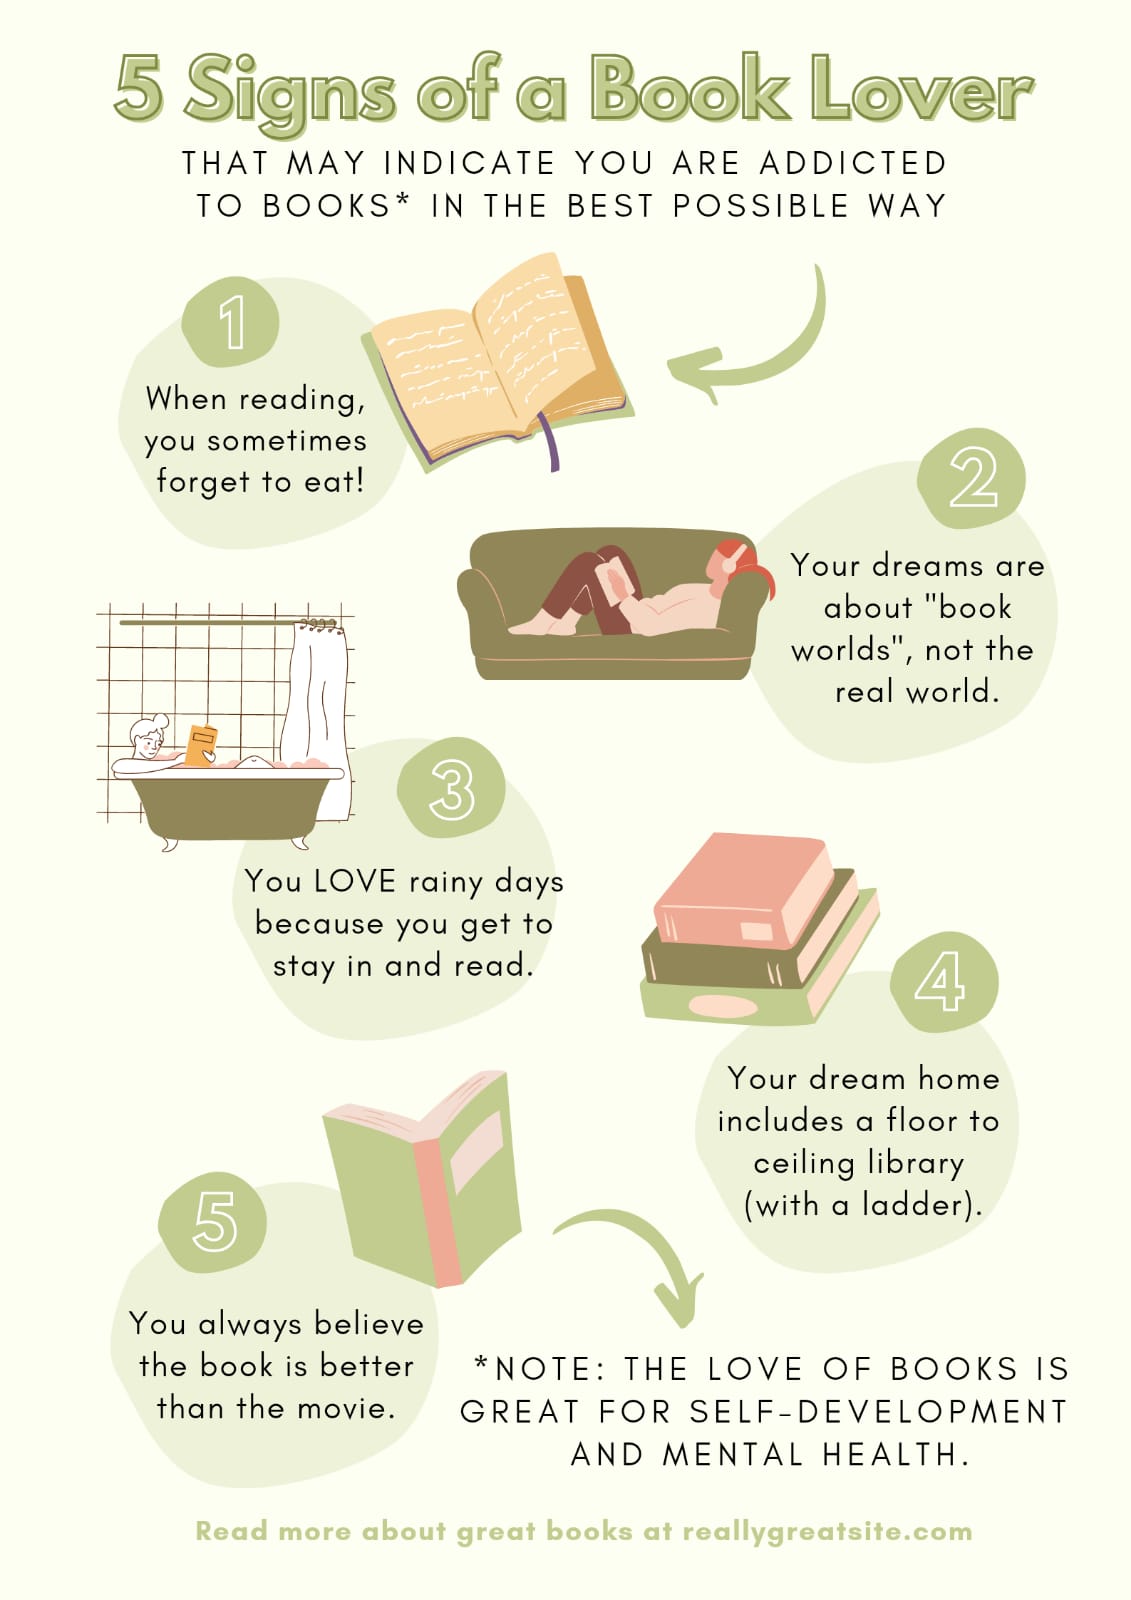 5 Signs of a Book Lover
THAT MAY INDICATE YOU ARE ADDICTED
TO BOOKS* IN THE BEST POSSIBLE WAY
1
When reading,
you sometimes
forget to eat!
2
Your dreams are
about "book
worlds", not the
real world.
3
You LOVE rainy days
because you get to
stay in and read.
4
Your dream home
includes a floor to
ceiling library
(with a ladder).
5
You always believe
the book is better
than the movie.
*NOTE: THE LOVE OF BOOKS IS
GREAT FOR SELF-DEVELOPMENT
AND MENTAL HEALTH.
Read more about great books at reallygreatsite.com